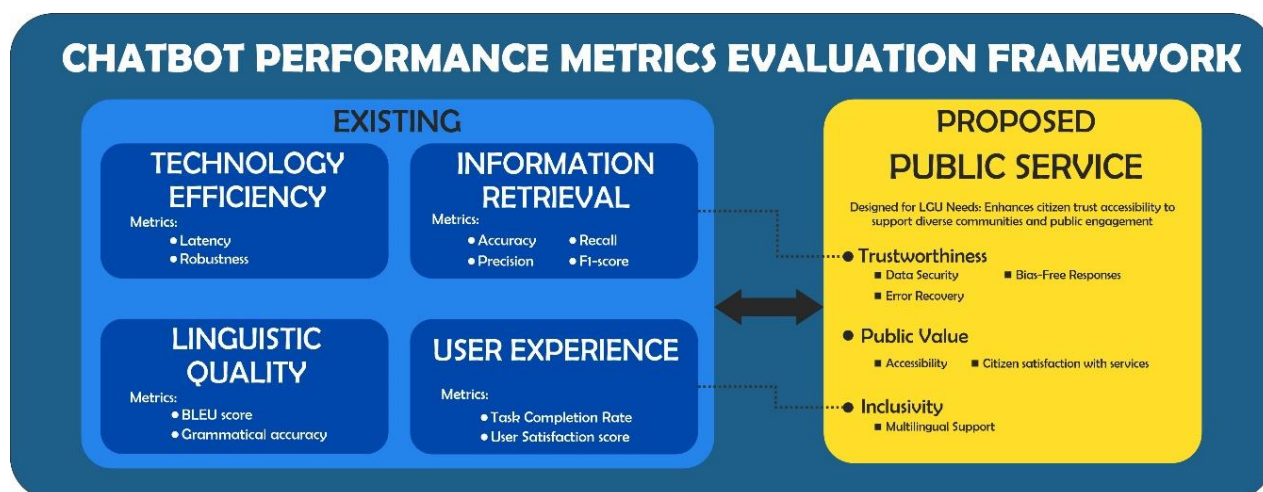 CHATBOT PERFORMANCE METRICS EVALUATION FRAMEWORK
EXISTING
TECHNOLOGY
EFFICIENCY
Metrics:
• Latency
• Robustness
INFORMATION
RETRIEVAL
Metrics:
• Accuracy • Recall
• Precision • F1-score
LINGUISTIC
QUALITY
Metrics:
• BLEU score
• Grammatical accuracy
USER EXPERIENCE
Metrics:
• Task Completion Rate
• User Satisfaction score
PROPOSED
PUBLIC SERVICE
Designed for LGU Needs: Enhances citizen trust accessibility to
support diverse communities and public engagement
• Trustworthiness
▪ Data Security ▪ Bias-Free Responses
▪ Error Recovery
• Public Value
▪ Accessibility ▪ Citizen satisfaction with services
• Inclusivity
▪ Multilingual Support